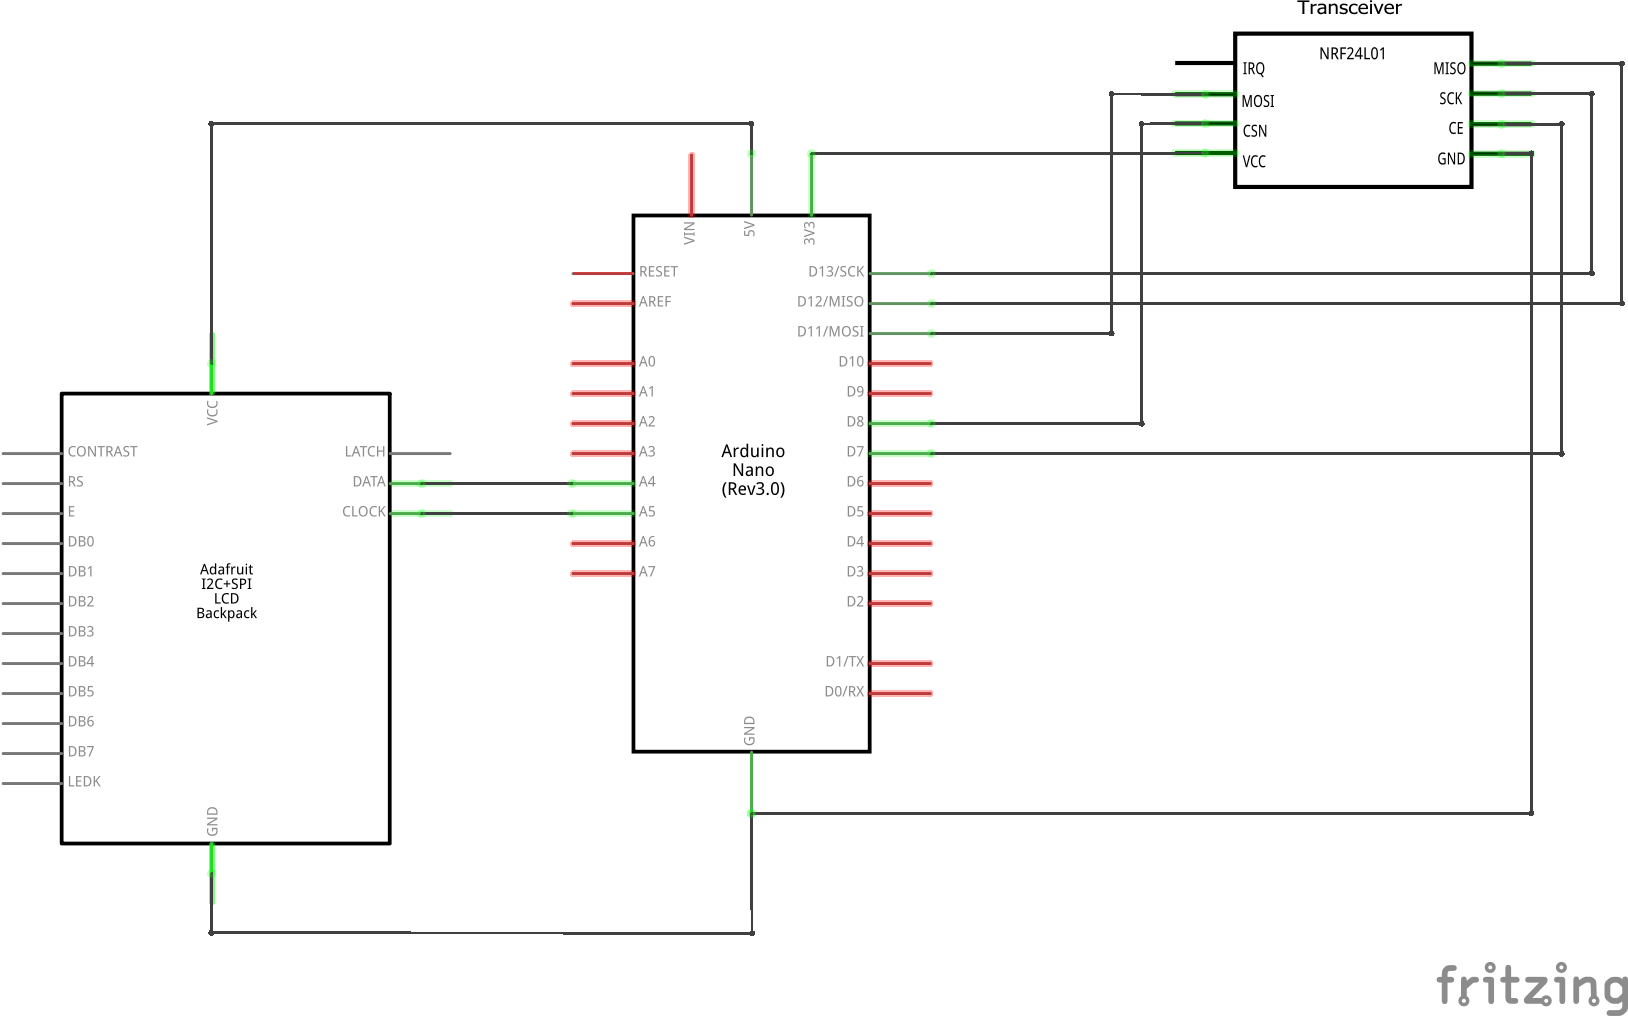 Transceiver
NRF24L01
IRQ
MOSI
CSN
VCC
MISO
SCK
CE
GND
VIN
5V
3V3
RESET
AREF
A0
A1
A2
A3
A4
A5
A6
A7
D13/SCK
D12/MISO
D11/MOSI
D10
D9
D8
D7
D6
D5
D4
D3
D2
D1/TX
D0/RX
Arduino
Nano
(Rev3.0)
GND
VCC
CONTRAST
RS
E
DB0
DB1
DB2
DB3
DB4
DB5
DB6
DB7
LEDK
LATCH
DATA
CLOCK
Adafruit
I2C+SPI
LCD
Backpack
GND
fritzing